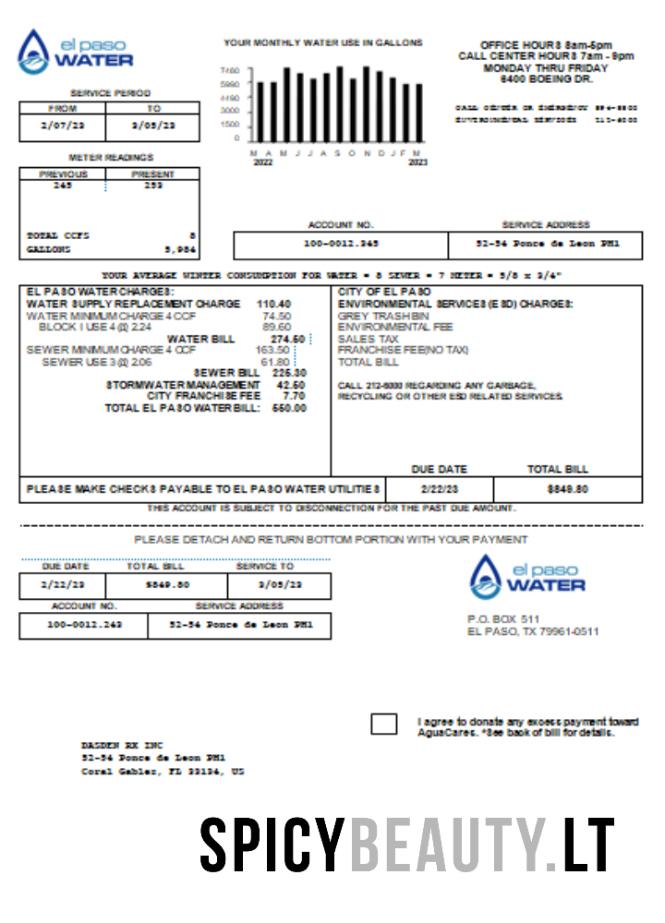 el paso
WATER
YOUR MONTHLY WATER USE IN GALLONS
OFFICE HOURS 8am-5pm
CALL CENTER HOURS 7am - 9pm
MONDAY THRU FRIDAY
6400 BOEING DR.
CALL CENTER OR EMERGENCY 594-5500
ENVIRONMENTAL SERVICES 212-6000
7480
5990
4490
3000
1500
0
M A M J J A S O N D J F M
2022 2023
SERVICE PERIOD
FROM TO
2/07/23 3/05/23
METER READINGS
PREVIOUS PRESENT
245 253
TOTAL CCFS 8
GALLONS 5,984
ACCOUNT NO. SERVICE ADDRESS
100-0012.345 52-54 Ponce de Leon PH1
YOUR AVERAGE WINTER CONSUMPTION FOR WATER = 8 SEWER = 7 METER = 5/8 x 3/4"
EL PASO WATER CHARGES:
WATER SUPPLY REPLACEMENT CHARGE 110.40
WATER MINIMUM CHARGE 4 CCF 74.50
BLOCK I USE 4 @ 2.24 89.60
WATER BILL 274.50
SEWER MINIMUM CHARGE 4 CCF 163.50
SEWER USE 3 @ 2.06 61.80
SEWER BILL 225.30
STORMWATER MANAGEMENT 42.50
CITY FRANCHISE FEE 7.70
TOTAL EL PASO WATER BILL: 550.00
CITY OF EL PASO
ENVIRONMENTAL SERVICES (ESD) CHARGES:
GREY TRASH BIN
ENVIRONMENTAL FEE
SALES TAX
FRANCHISE FEE(NO TAX)
TOTAL BILL
CALL 212-6000 REGARDING ANY GARBAGE,
RECYCLING OR OTHER ESD RELATED SERVICES.
DUE DATE TOTAL BILL
PLEASE MAKE CHECKS PAYABLE TO EL PASO WATER UTILITIES 2/22/23 $849.80
THIS ACCOUNT IS SUBJECT TO DISCONNECTION FOR THE PAST DUE AMOUNT.
PLEASE DETACH AND RETURN BOTTOM PORTION WITH YOUR PAYMENT
DUE DATE TOTAL BILL SERVICE TO
2/22/23 $849.80 3/05/23
ACCOUNT NO. SERVICE ADDRESS
100-0012.243 52-54 Ponce de Leon PH1
el paso
WATER
P.O. BOX 511
EL PASO, TX 79961-0511
I agree to donate any excess payment toward
AguaCares. *See back of bill for details.
DASDEN RX INC
52-54 Ponce de Leon PH1
Coral Gables, FL 33134, US
SPICYBEAUTY.LT